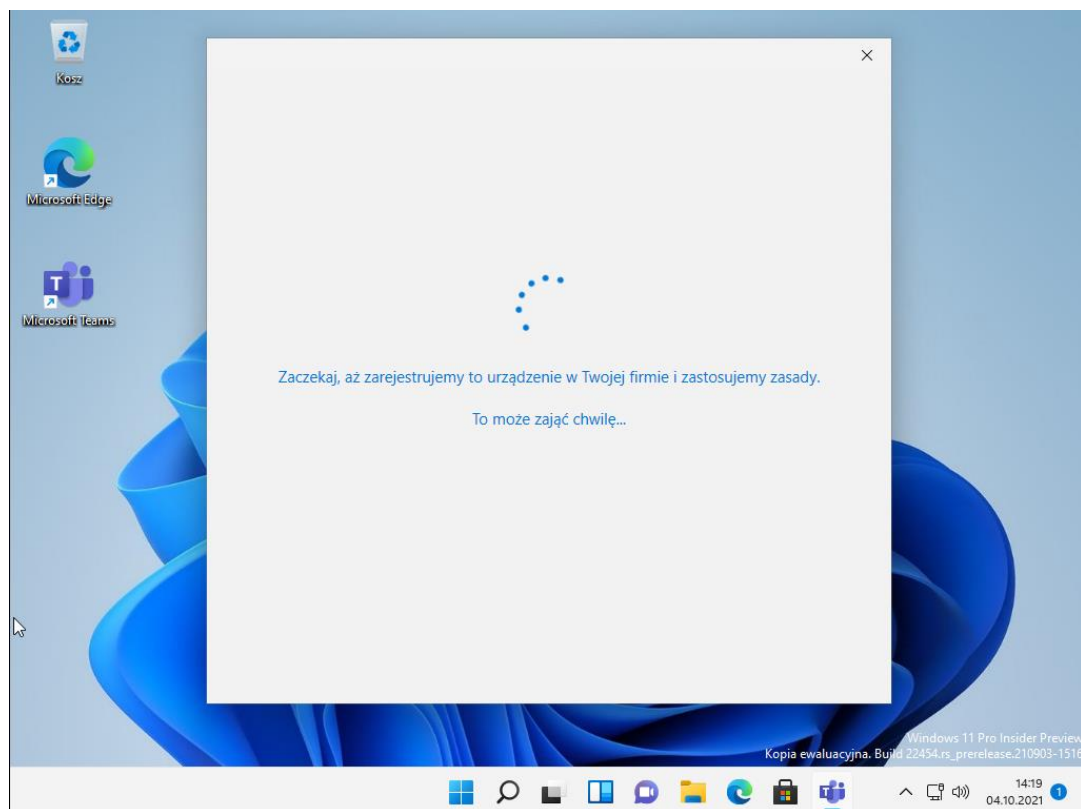 Kosz
Microsoft Edge
Microsoft Teams
Zaczekaj, aż zarejestrujemy to urządzenie w Twojej firmie i zastosujemy zasady.
To może zająć chwilę...
Windows 11 Pro Insider Preview
Kopia ewaluacyjna. Build 22454.rs_prerelease.210903-1516
14:19
04.10.2021
1